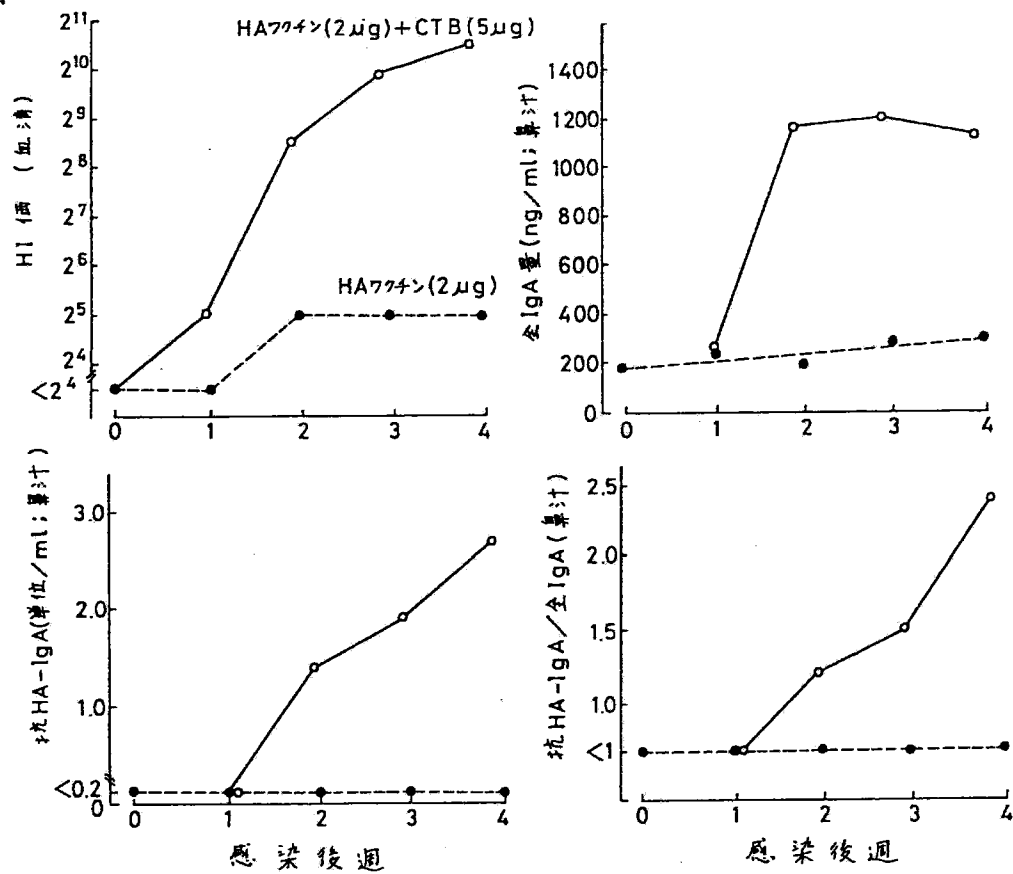 HAワクチン(2μg)+CTB(5μg)
HI 価 (血清)
2¹¹
2¹⁰
2⁹
2⁸
2⁷
2⁶
2⁵
2⁴
<2⁴
HAワクチン(2μg)
0 1 2 3 4
全IgA量(ng/ml;鼻汁)
1400
1200
1000
800
600
400
200
0
0 1 2 3 4
抗HA-IgA(単位/ml;鼻汁)
3.0
2.0
1.0
<0.2
0
0 1 2 3 4
感染後週
抗HA-IgA/全IgA(鼻汁)
2.5
2.0
1.5
1.0
<1
0 1 2 3 4
感染後週